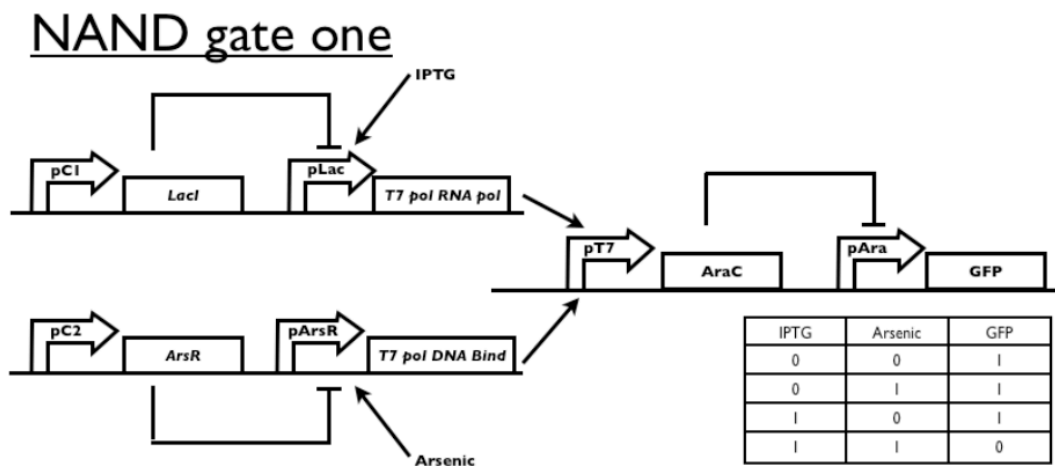 NAND gate one
IPTG
pC1
pLac
LacI
T7 pol RNA pol
pT7
pAra
AraC
GFP
pC2
pArsR
ArsR
T7 pol DNA Bind
Arsenic
IPTG Arsenic GFP
0 0 1
0 1 1
1 0 1
1 1 0